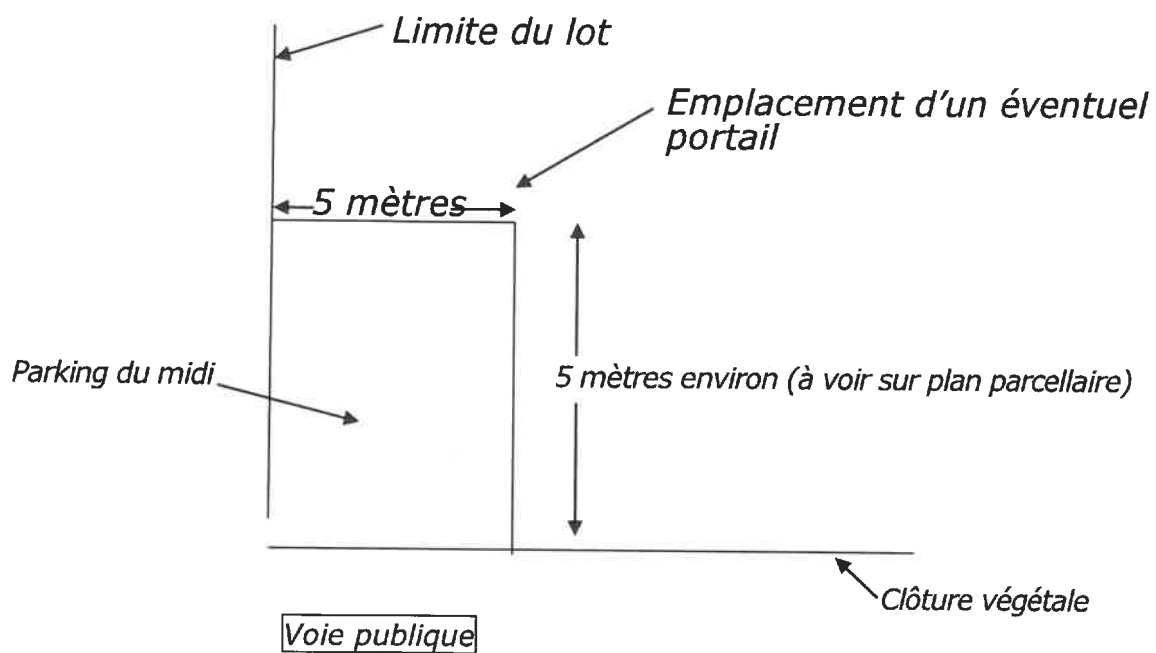 Limite du lot
Emplacement d'un éventuel
portail
5 mètres
Parking du midi
5 mètres environ (à voir sur plan parcellaire)
Clôture végétale
Voie publique